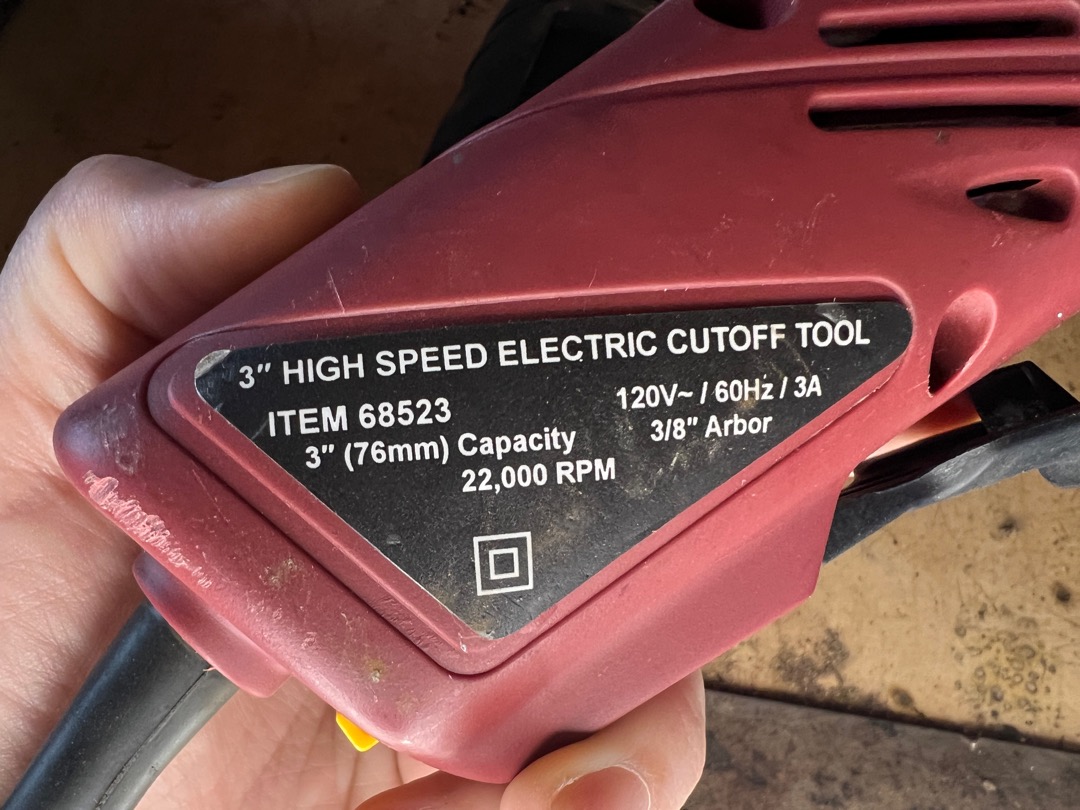 3" HIGH SPEED ELECTRIC CUTOFF TOOL
ITEM 68523
120V~ / 60Hz / 3A
3" (76mm) Capacity
3/8" Arbor
22,000 RPM